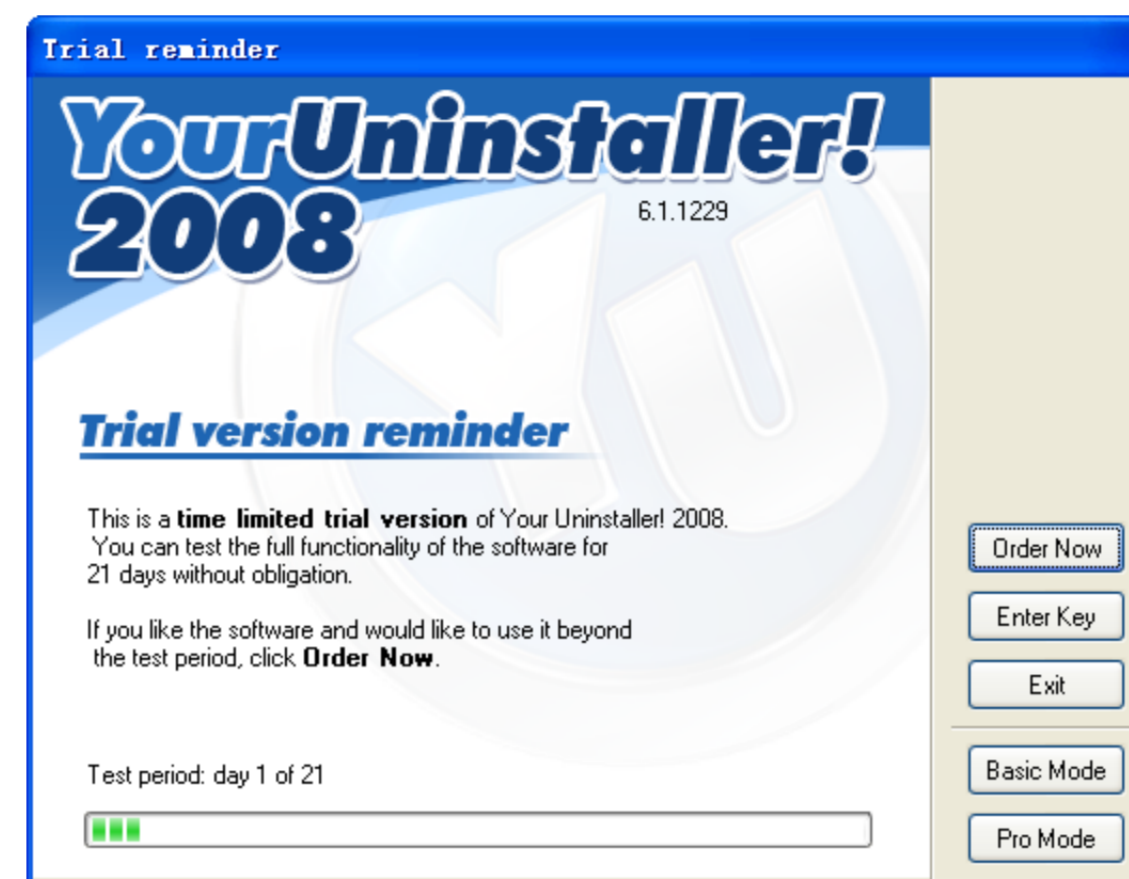 Trial reminder
YourUninstaller!
2008
6.1.1229
YU
Trial version reminder
This is a time limited trial version of Your Uninstaller! 2008.
You can test the full functionality of the software for
21 days without obligation.
If you like the software and would like to use it beyond
the test period, click Order Now.
Test period: day 1 of 21
Order Now
Enter Key
Exit
Basic Mode
Pro Mode